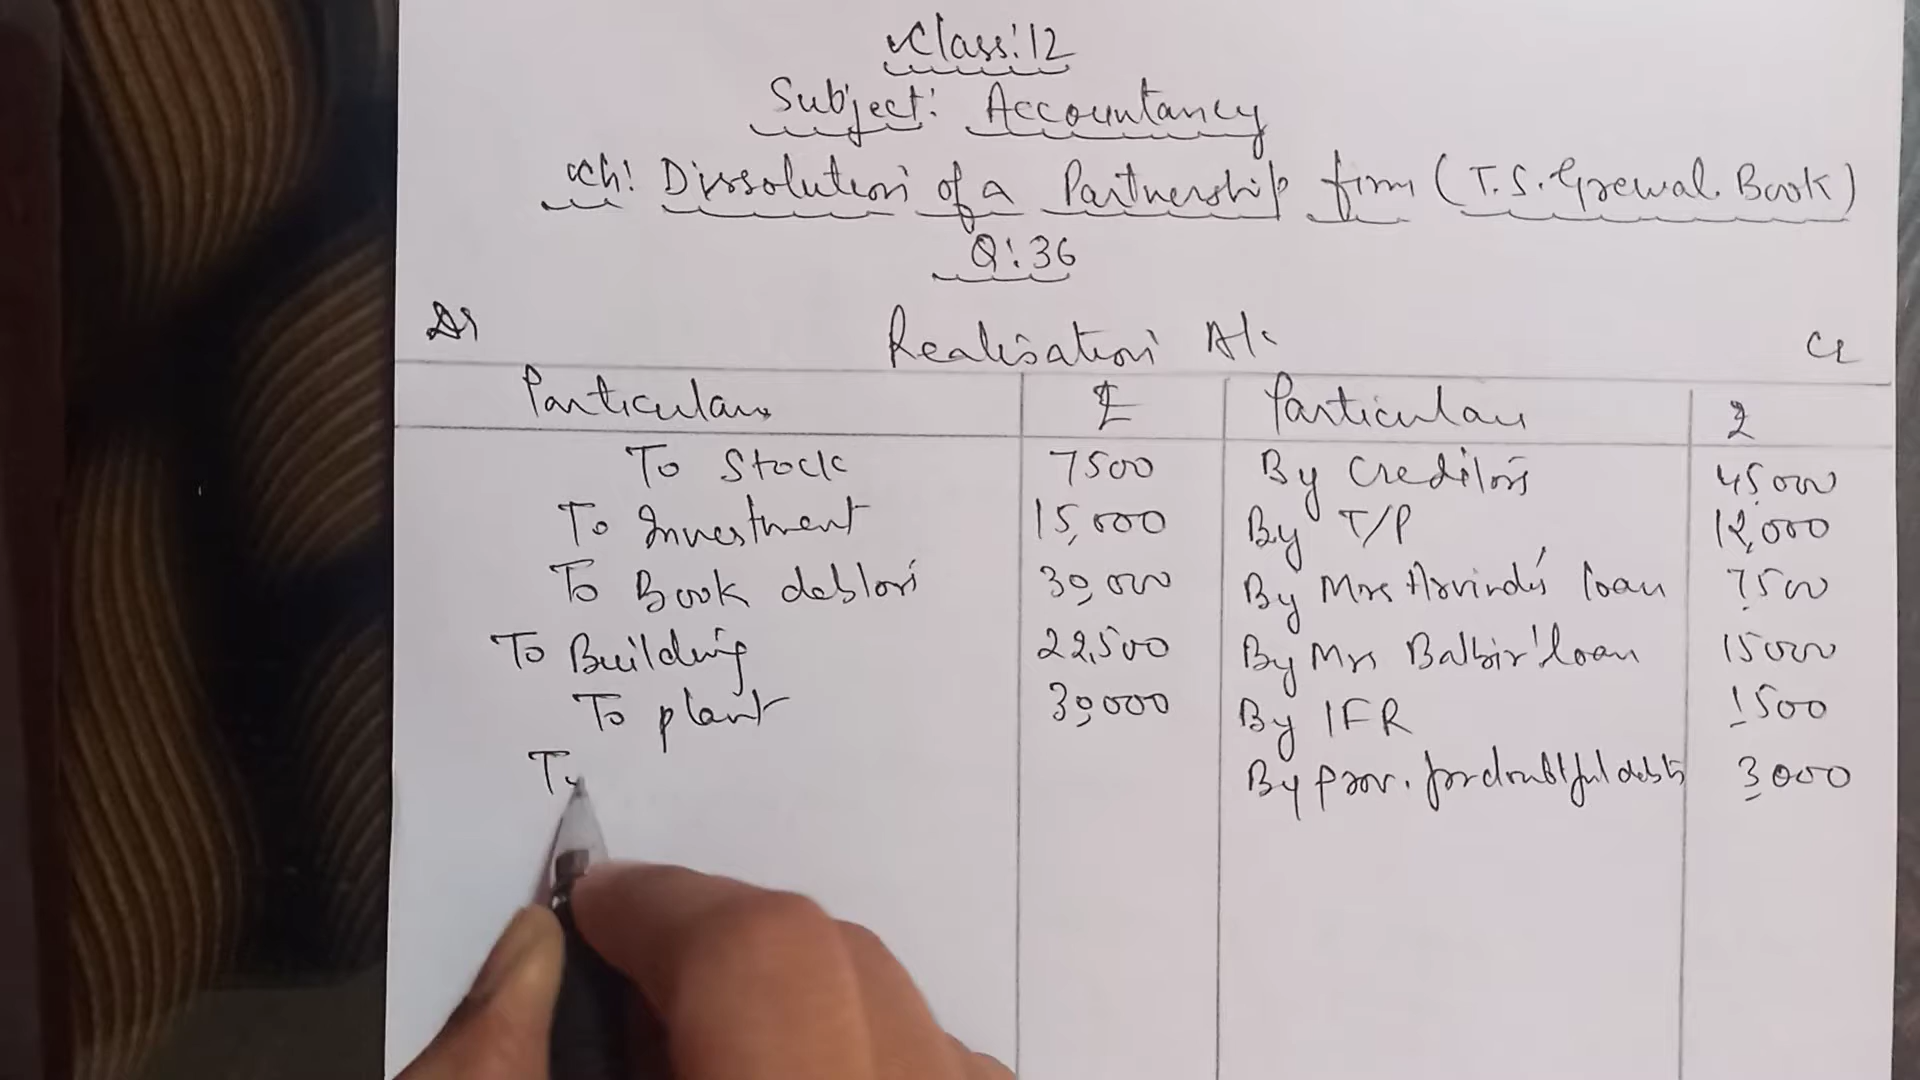 Class: 12
Subject: Accountancy
Ch: Dissolution of a Partnership firm (T.S. Grewal Book)
Q: 36
Dr Realisation A/c Cr
Particulars ₹ Particulars ₹
To Stock 7500 By Creditors 45000
To Investment 15,000 By T/P 12,000
To Book debtors 30,000 By Mrs Arvind's loan 7500
To Building 22,500 By Mrs Balbir' loan 15000
To plant 30,000 By IFR 1500
To By prov. for doubtful debts 3000